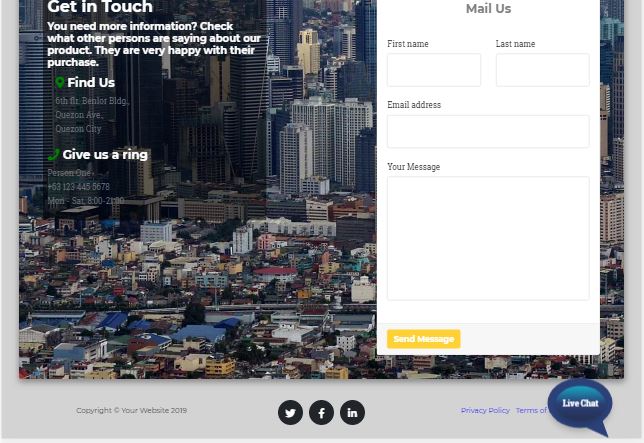 Get in Touch
You need more information? Check
what other persons are saying about our
product. They are very happy with their
purchase.
Find Us
6th flr. Benlor Bldg.,
Quezon Ave.,
Quezon City
Give us a ring
Person One
+63 123 445 5678
Mon - Sat, 8:00-21:00
Mail Us
First name Last name
Email address
Your Message
Send Message
Copyright © Your Website 2019
Privacy Policy Terms of
Live Chat